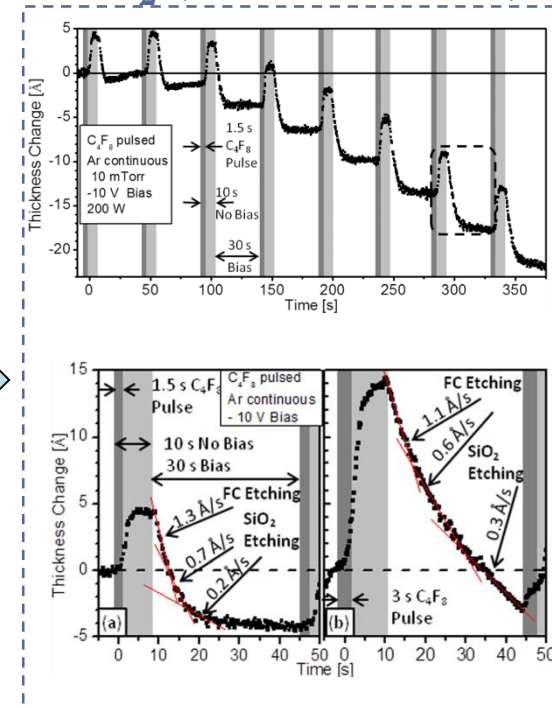 5
0
-5
-10
-15
-20
Thickness Change [Å]
C₄F₈ pulsed
Ar continuous
10 mTorr
-10 V Bias
200 W
1.5 s
C₄F₈
Pulse
10s
No Bias
30 s
Bias
0 50 100 150 200 250 300 350
Time [s]
15
10
5
0
-5
Thickness Change [Å]
1.5 s C₄F₈
Pulse
C₄F₈ pulsed
Ar continuous
- 10 V Bias
10 s No Bias
30 s Bias
FC Etching
1.3 Å/s
SiO₂
Etching
0.7 Å/s
0.2 Å/s
(a)
0 10 20 30 40 50
Time [s]
FC Etching
1.1 Å/s
0.6 Å/s
SiO₂
Etching
0.3 Å/s
3 s C₄F₈
Pulse
(b)
0 10 20 30 40 50
Time [s]